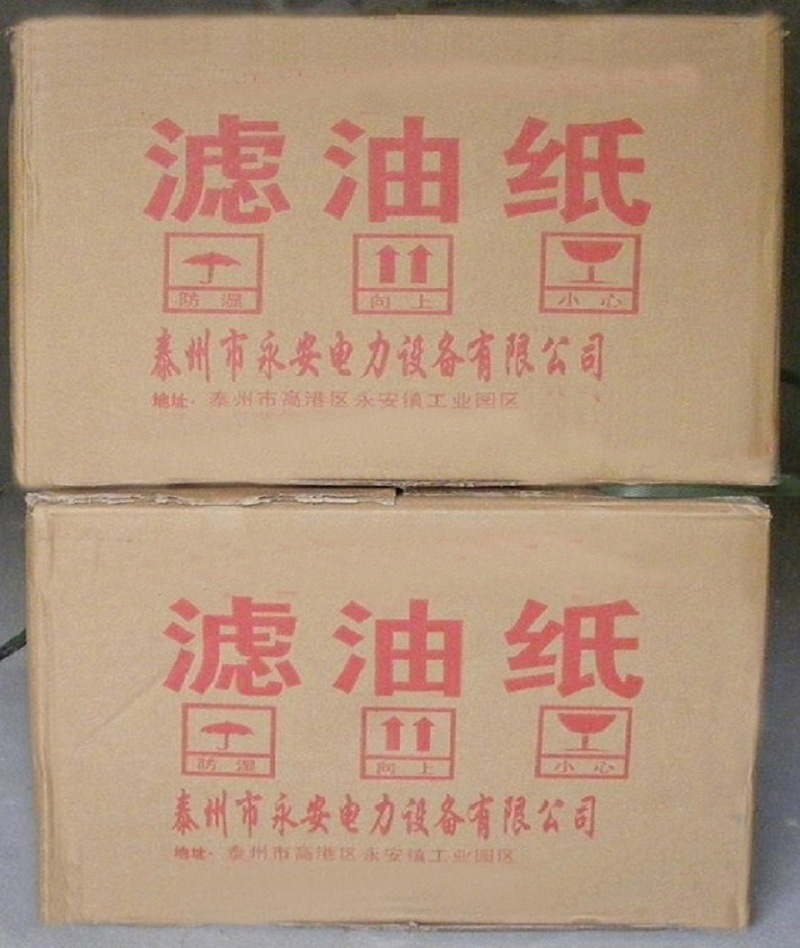 滤油纸
防湿 向上 小心
泰州市永安电力设备有限公司
地址：泰州市高港区永安镇工业园区
滤油纸
防湿 向上 小心
泰州市永安电力设备有限公司
地址：泰州市高港区永安镇工业园区